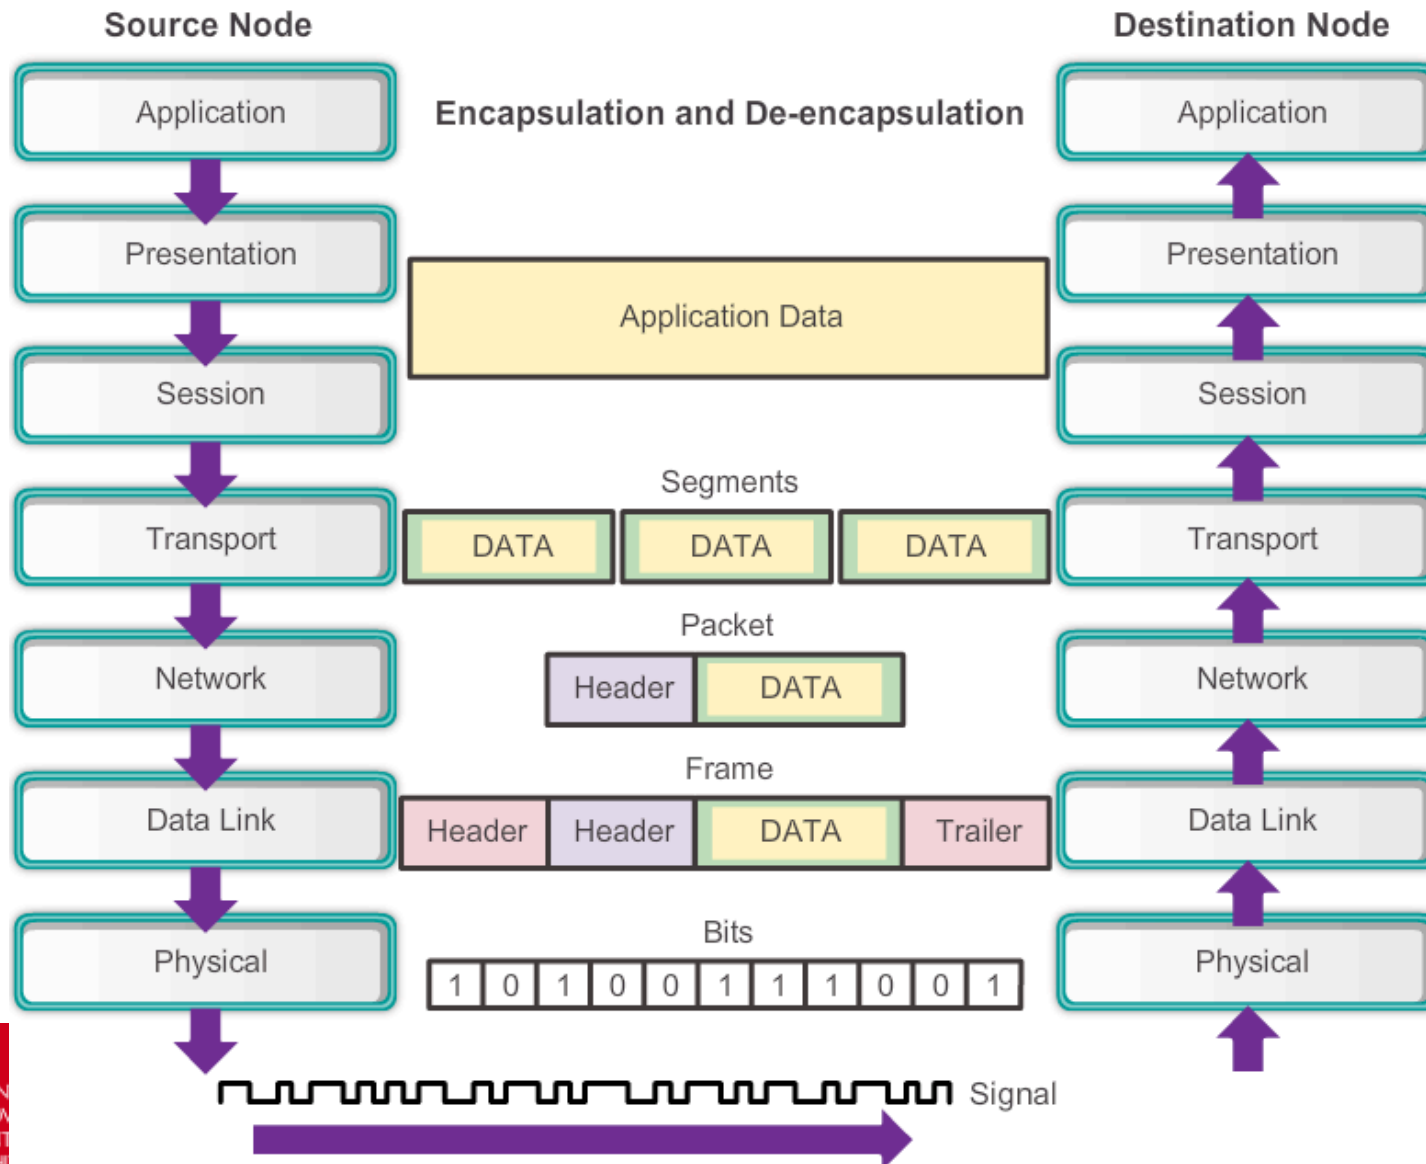 Source Node
Destination Node
Encapsulation and De-encapsulation
Application
Application
Presentation
Presentation
Application Data
Session
Session
Segments
Transport
DATA
DATA
DATA
Transport
Packet
Network
Header
DATA
Network
Frame
Data Link
Header
Header
DATA
Trailer
Data Link
Bits
Physical
1 0 1 0 0 1 1 1 0 0 1
Physical
Signal